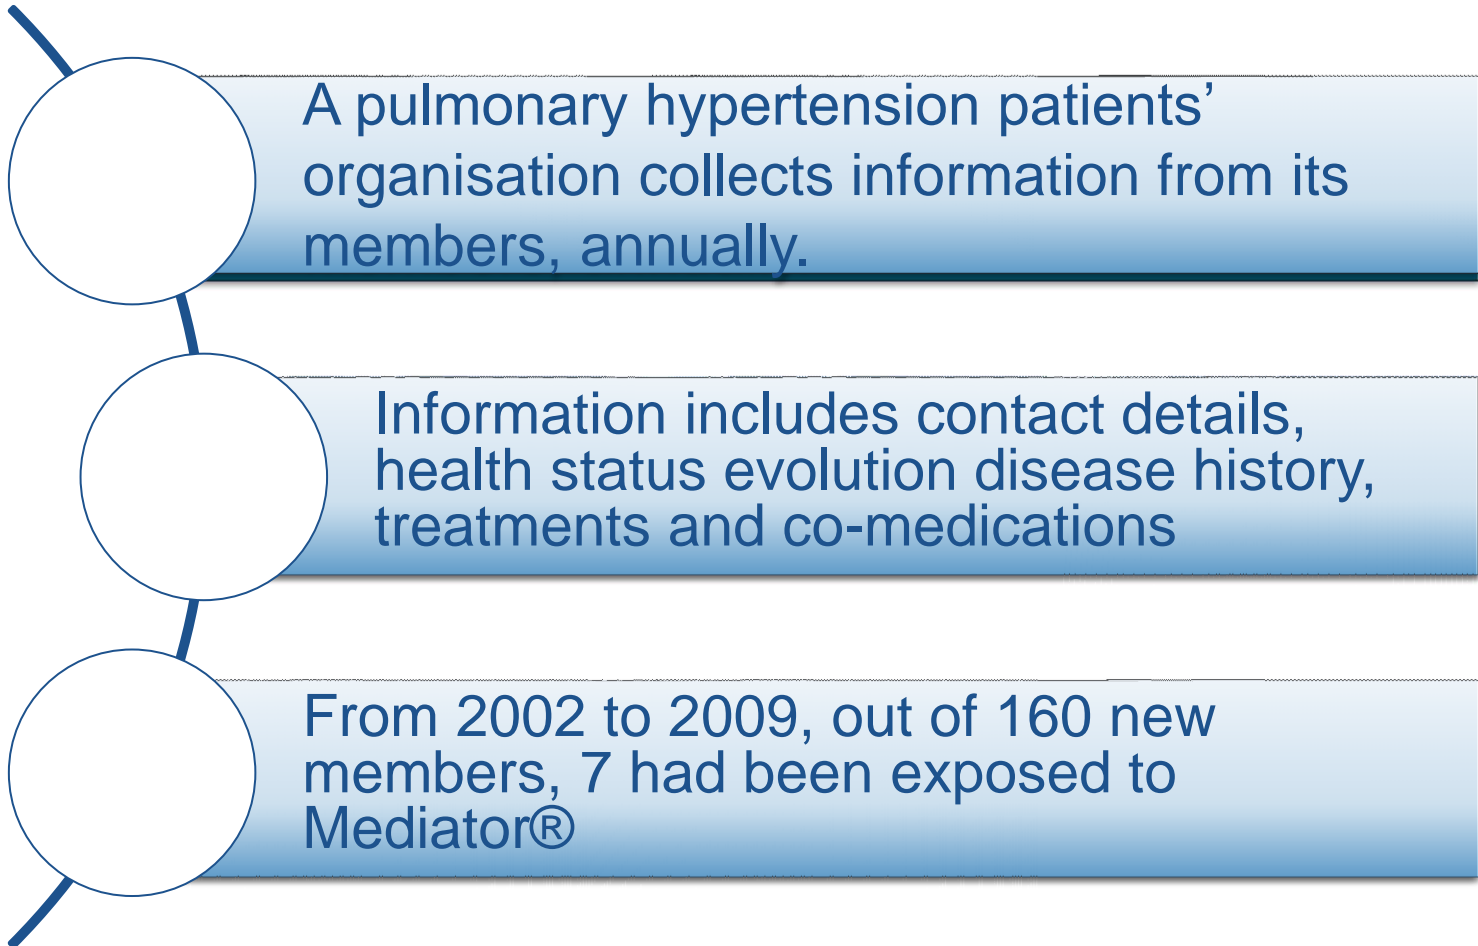 A pulmonary hypertension patients’
organisation collects information from its
members, annually.
Information includes contact details,
health status evolution disease history,
treatments and co-medications
From 2002 to 2009, out of 160 new
members, 7 had been exposed to
Mediator®